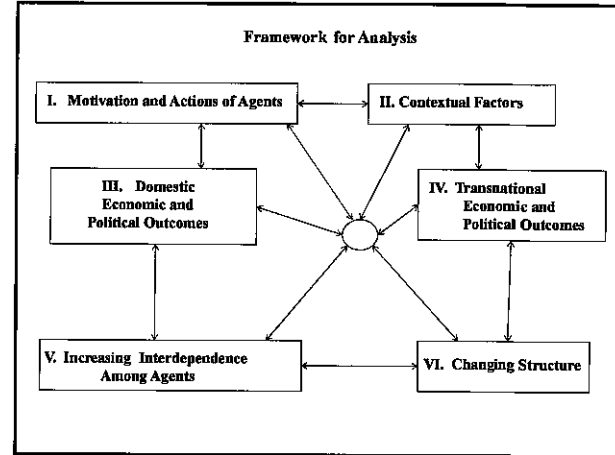 Framework for Analysis
I. Motivation and Actions of Agents
II. Contextual Factors
III. Domestic
Economic and
Political Outcomes
IV. Transnational
Economic and
Political Outcomes
V. Increasing Interdependence
Among Agents
VI. Changing Structure